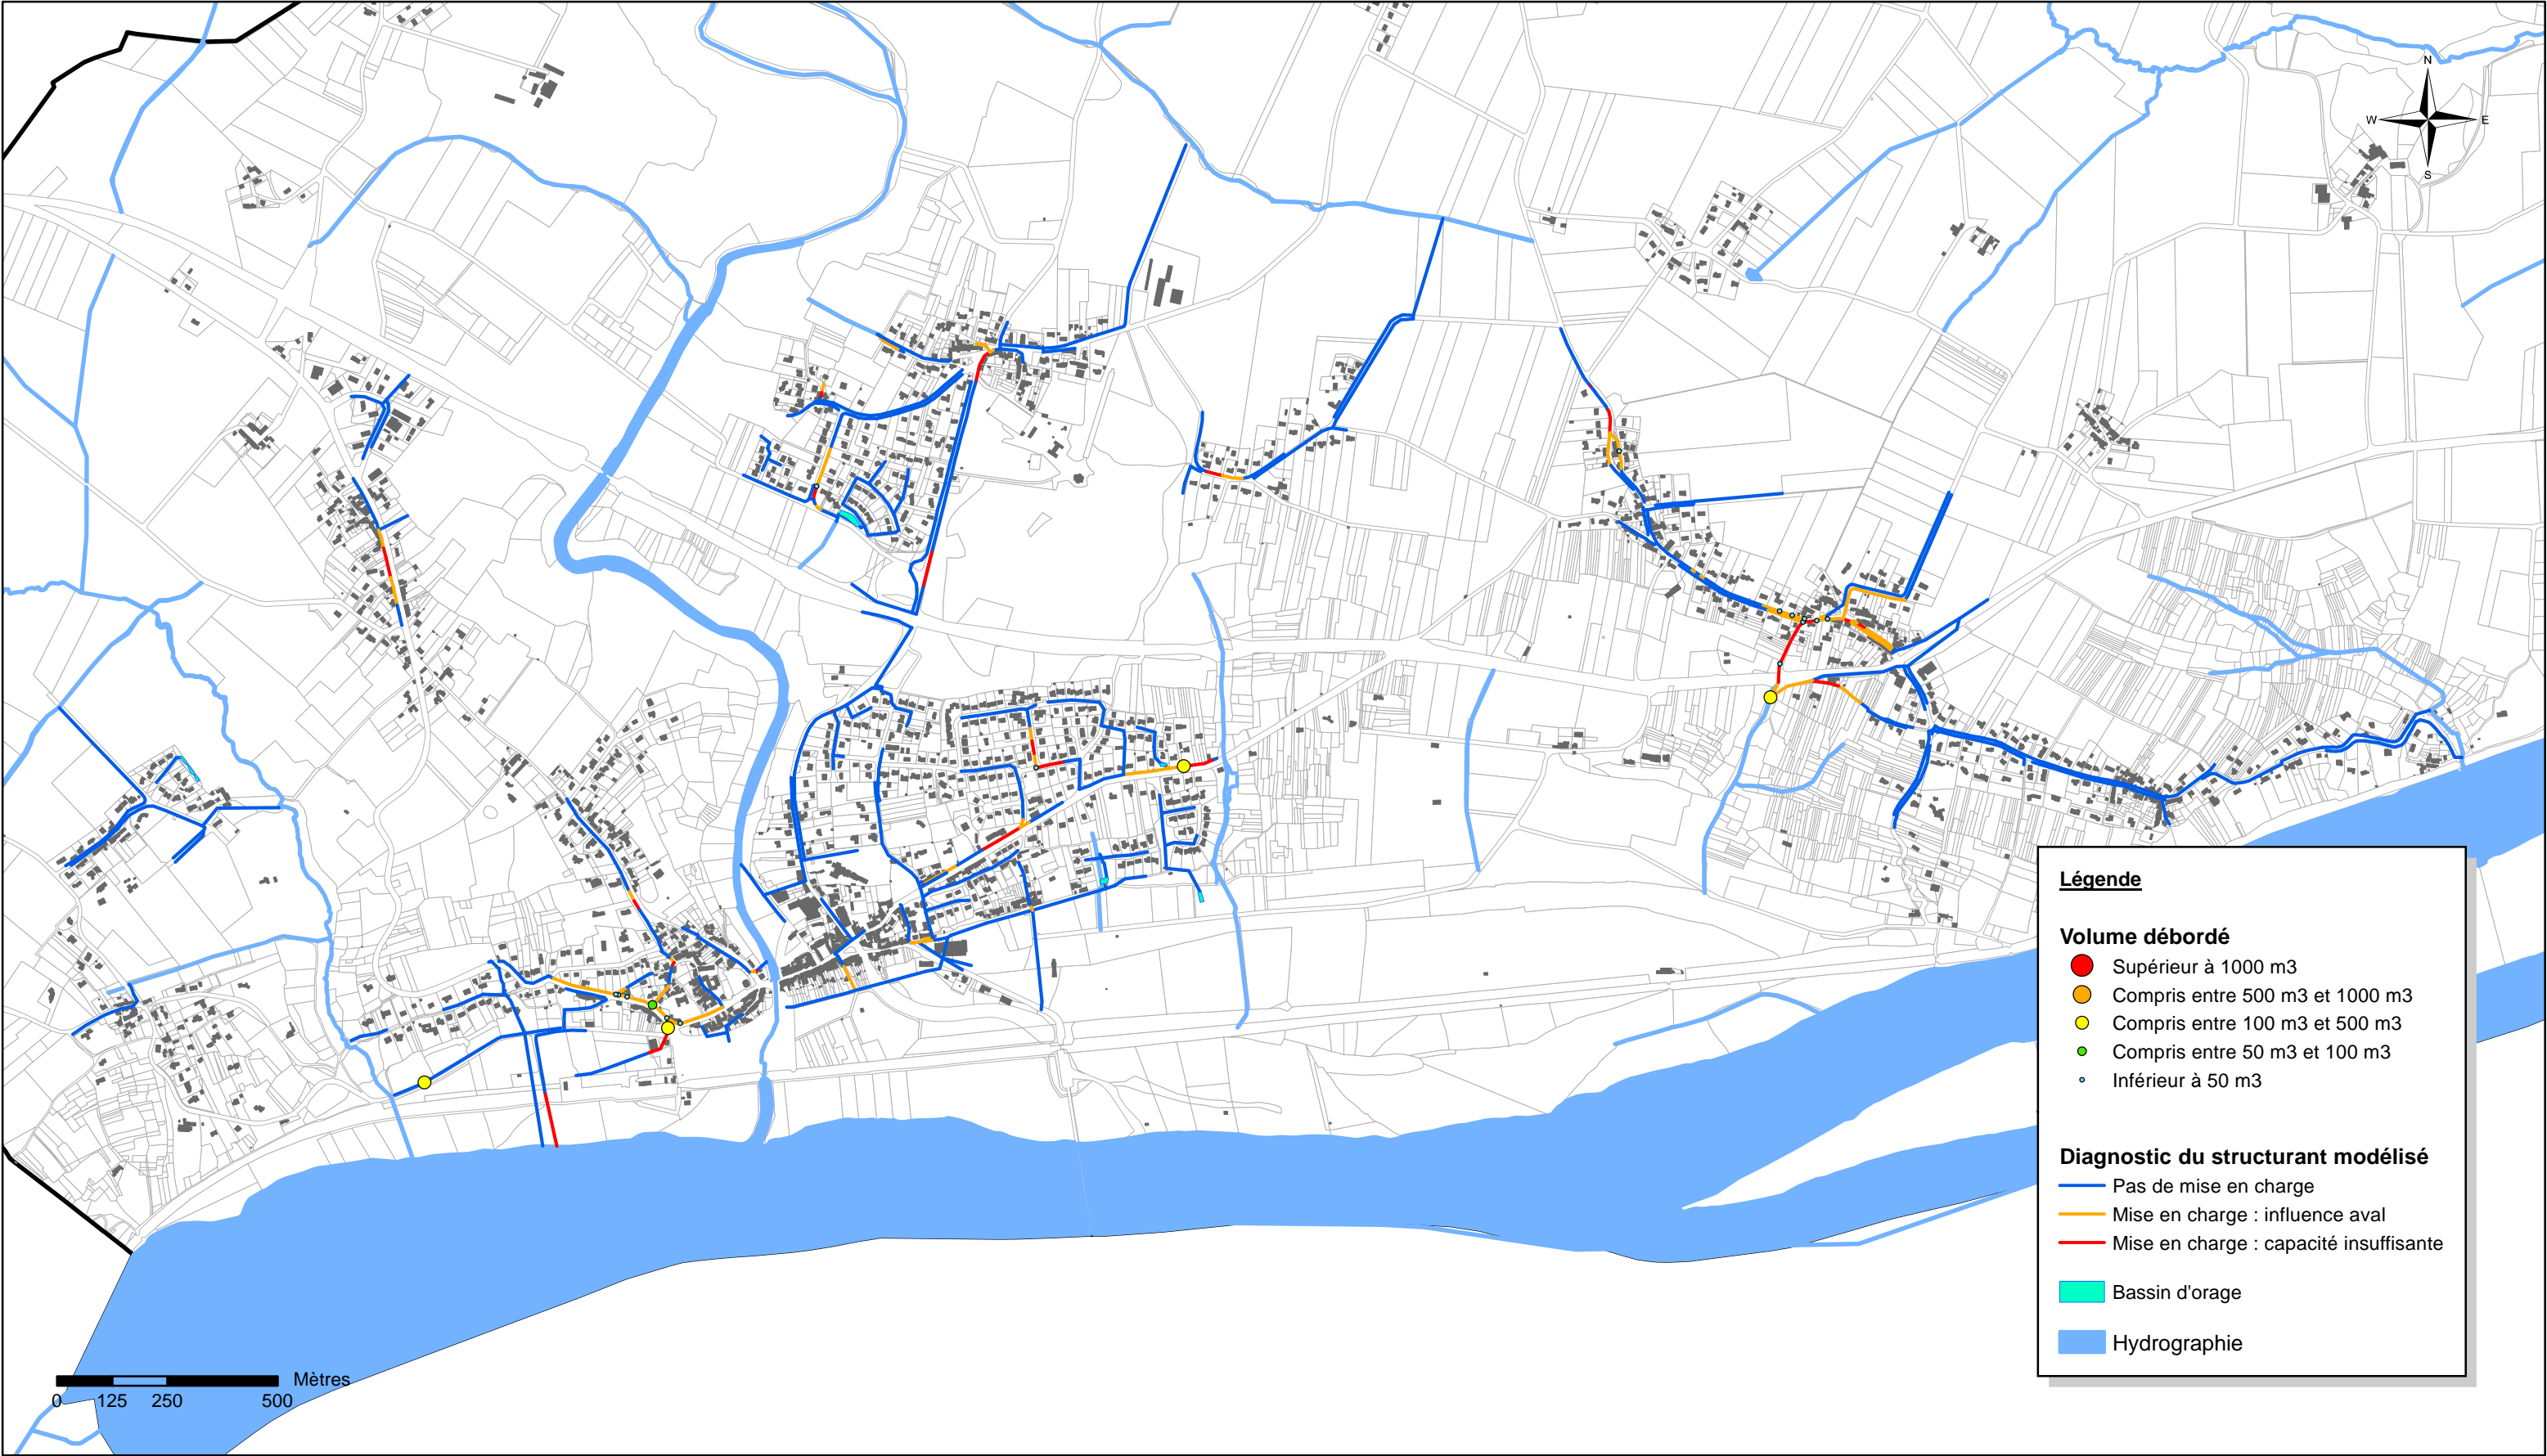 N
W E
S
Légende
Volume débordé
Supérieur à 1000 m3
Compris entre 500 m3 et 1000 m3
Compris entre 100 m3 et 500 m3
Compris entre 50 m3 et 100 m3
Inférieur à 50 m3
Diagnostic du structurant modélisé
Pas de mise en charge
Mise en charge : influence aval
Mise en charge : capacité insuffisante
Bassin d'orage
Hydrographie
Mètres
0 125 250 500